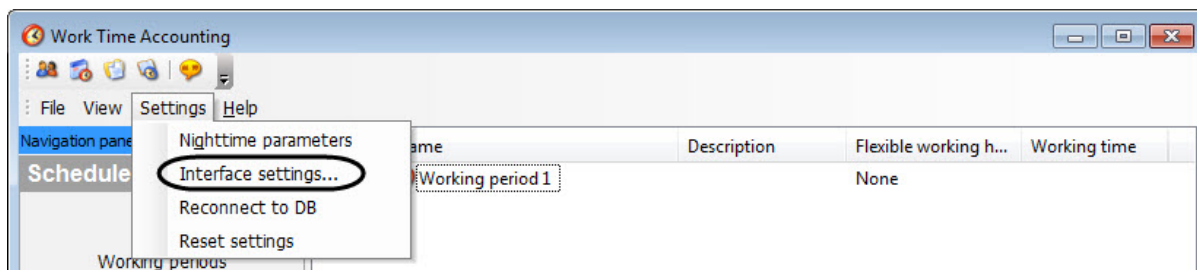 Work Time Accounting
File View Settings Help
Navigation pane
Nighttime parameters
Interface settings...
Reconnect to DB
Reset settings
Schedule
Working periods
ame Description Flexible working h... Working time
Working period 1 None